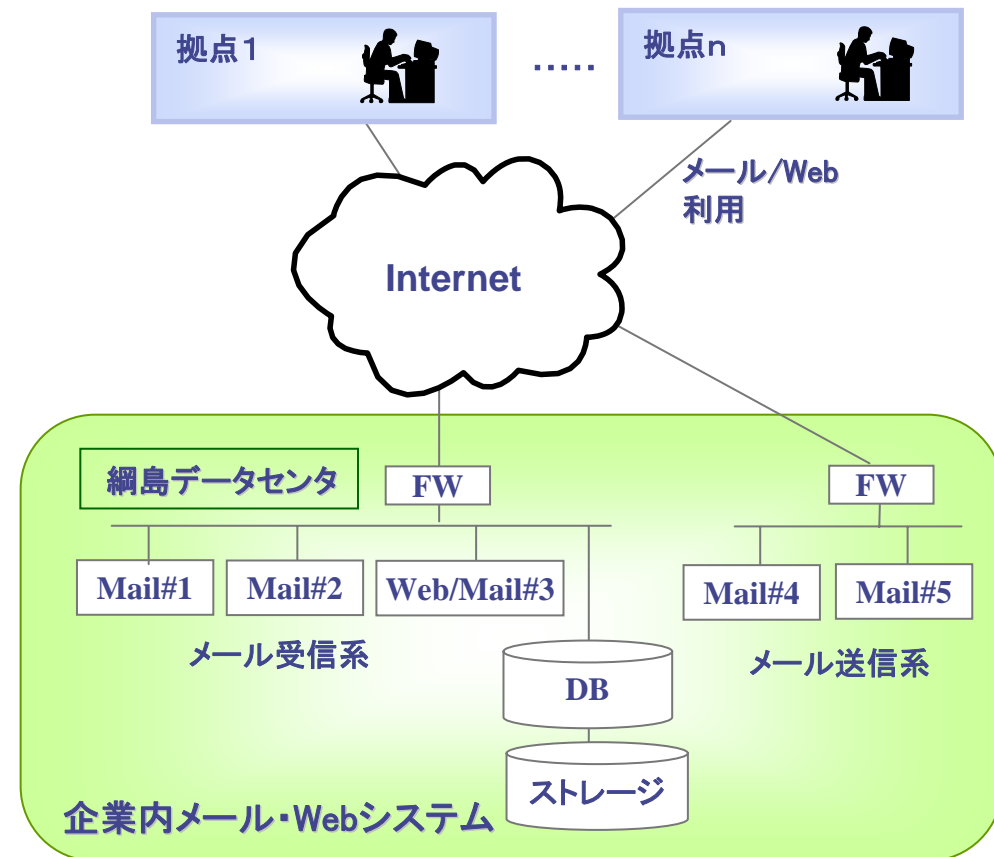 拠点1
.....
拠点n
メール/Web
利用
Internet
綱島データセンタ
FW
FW
Mail#1
Mail#2
Web/Mail#3
Mail#4
Mail#5
メール受信系
メール送信系
DB
ストレージ
企業内メール・Webシステム